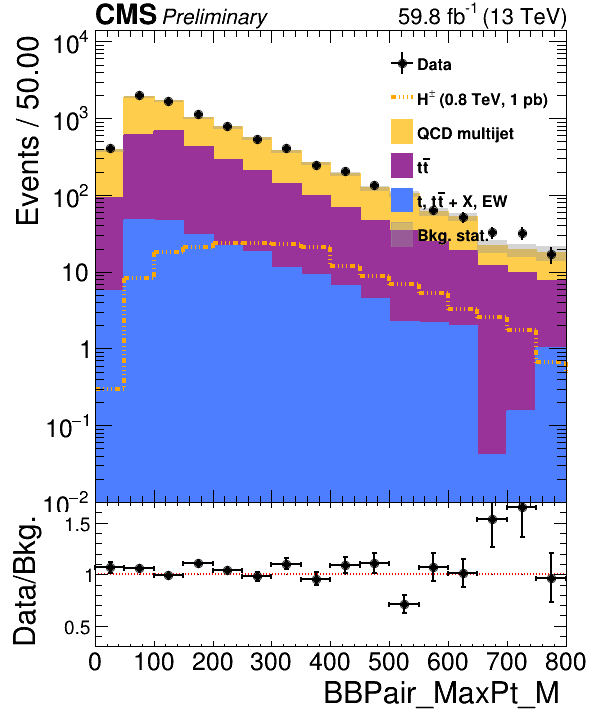 CMS Preliminary 59.8 fb⁻¹ (13 TeV)
Events / 50.00
10⁴
10³
10²
10
1
10⁻¹
10⁻²
Data
H± (0.8 TeV, 1 pb)
QCD multijet
tt̄
t, tt̄ + X, EW
Bkg. stat.
Data/Bkg.
1.5
1
0.5
0 100 200 300 400 500 600 700 800
BBPair_MaxPt_M